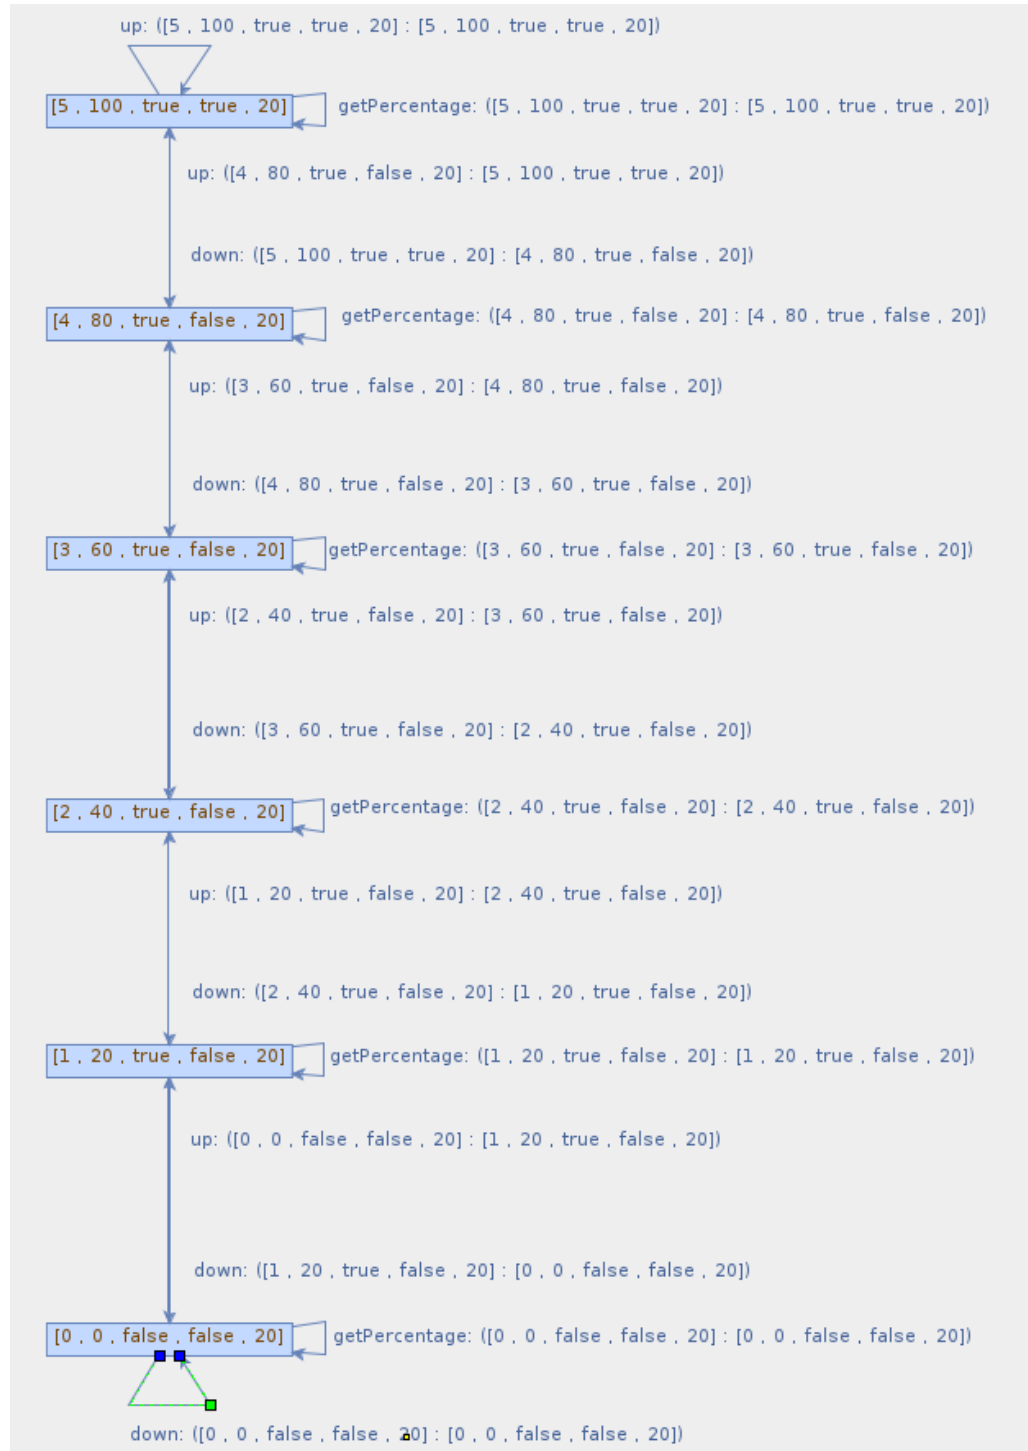 up: ([5 , 100 , true , true , 20] : [5 , 100 , true , true , 20])
[5 , 100 , true , true , 20]
getPercentage: ([5 , 100 , true , true , 20] : [5 , 100 , true , true , 20])
up: ([4 , 80 , true , false , 20] : [5 , 100 , true , true , 20])
down: ([5 , 100 , true , true , 20] : [4 , 80 , true , false , 20])
[4 , 80 , true , false , 20]
getPercentage: ([4 , 80 , true , false , 20] : [4 , 80 , true , false , 20])
up: ([3 , 60 , true , false , 20] : [4 , 80 , true , false , 20])
down: ([4 , 80 , true , false , 20] : [3 , 60 , true , false , 20])
[3 , 60 , true , false , 20]
getPercentage: ([3 , 60 , true , false , 20] : [3 , 60 , true , false , 20])
up: ([2 , 40 , true , false , 20] : [3 , 60 , true , false , 20])
down: ([3 , 60 , true , false , 20] : [2 , 40 , true , false , 20])
[2 , 40 , true , false , 20]
getPercentage: ([2 , 40 , true , false , 20] : [2 , 40 , true , false , 20])
up: ([1 , 20 , true , false , 20] : [2 , 40 , true , false , 20])
down: ([2 , 40 , true , false , 20] : [1 , 20 , true , false , 20])
[1 , 20 , true , false , 20]
getPercentage: ([1 , 20 , true , false , 20] : [1 , 20 , true , false , 20])
up: ([0 , 0 , false , false , 20] : [1 , 20 , true , false , 20])
down: ([1 , 20 , true , false , 20] : [0 , 0 , false , false , 20])
[0 , 0 , false , false , 20]
getPercentage: ([0 , 0 , false , false , 20] : [0 , 0 , false , false , 20])
down: ([0 , 0 , false , false , 20] : [0 , 0 , false , false , 20])